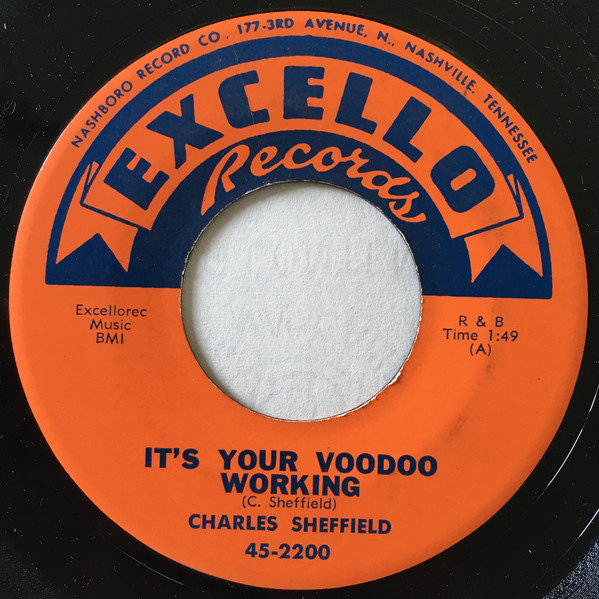 NASHBORO RECORD CO. 177-3RD AVENUE, N., NASHVILLE, TENNESSEE
EXCELLO
Records
Excellorec
Music
BMI
R & B
Time 1:49
(A)
IT'S YOUR VOODOO
WORKING
(C. Sheffield)
CHARLES SHEFFIELD
45-2200